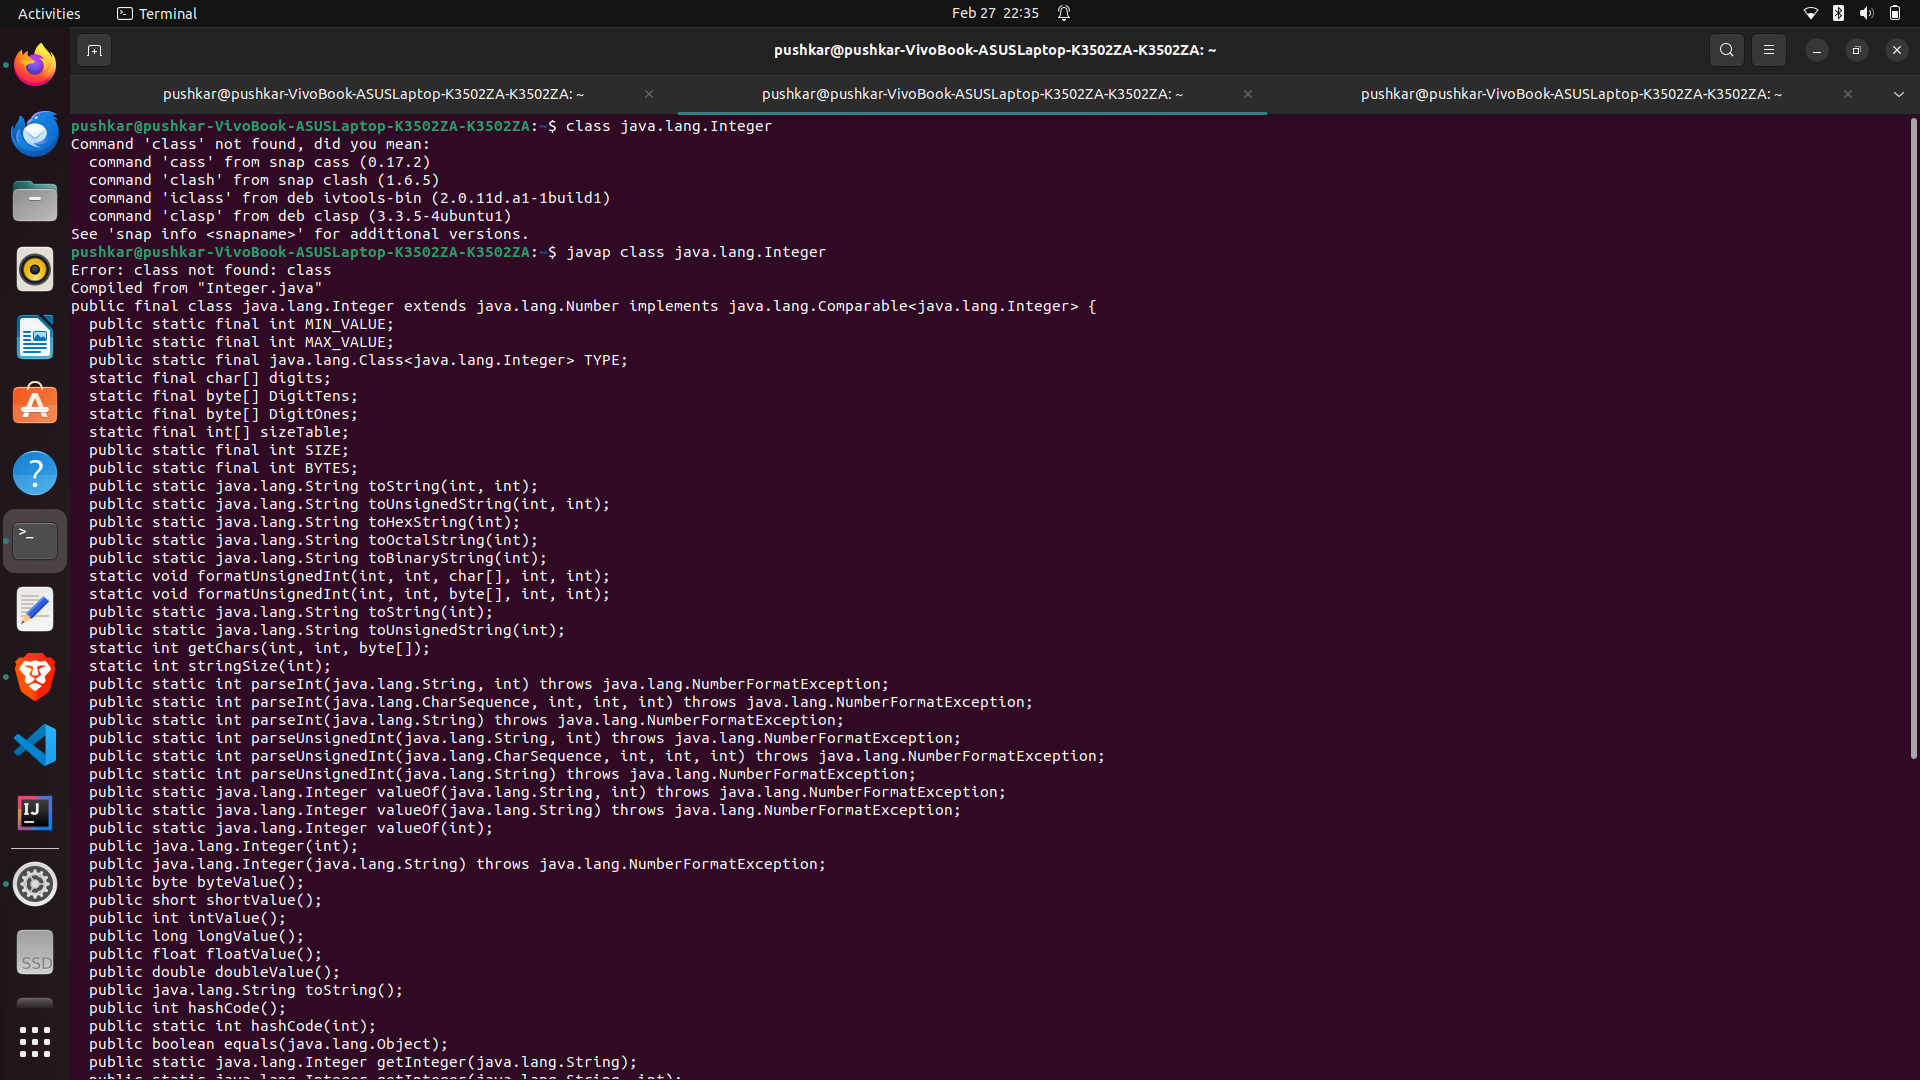 Activities
Terminal
Feb 27 22:35
pushkar@pushkar-VivoBook-ASUSLaptop-K3502ZA-K3502ZA: ~
pushkar@pushkar-VivoBook-ASUSLaptop-K3502ZA-K3502ZA: ~
pushkar@pushkar-VivoBook-ASUSLaptop-K3502ZA-K3502ZA: ~
pushkar@pushkar-VivoBook-ASUSLaptop-K3502ZA-K3502ZA: ~
pushkar@pushkar-VivoBook-ASUSLaptop-K3502ZA-K3502ZA:~$ class java.lang.Integer
Command 'class' not found, did you mean:
  command 'cass' from snap cass (0.17.2)
  command 'clash' from snap clash (1.6.5)
  command 'iclass' from deb ivtools-bin (2.0.11d.a1-1build1)
  command 'clasp' from deb clasp (3.3.5-4ubuntu1)
See 'snap info <snapname>' for additional versions.
pushkar@pushkar-VivoBook-ASUSLaptop-K3502ZA-K3502ZA:~$ javap class java.lang.Integer
Error: class not found: class
Compiled from "Integer.java"
public final class java.lang.Integer extends java.lang.Number implements java.lang.Comparable<java.lang.Integer> {
  public static final int MIN_VALUE;
  public static final int MAX_VALUE;
  public static final java.lang.Class<java.lang.Integer> TYPE;
  static final char[] digits;
  static final byte[] DigitTens;
  static final byte[] DigitOnes;
  static final int[] sizeTable;
  public static final int SIZE;
  public static final int BYTES;
  public static java.lang.String toString(int, int);
  public static java.lang.String toUnsignedString(int, int);
  public static java.lang.String toHexString(int);
  public static java.lang.String toOctalString(int);
  public static java.lang.String toBinaryString(int);
  static void formatUnsignedInt(int, int, char[], int, int);
  static void formatUnsignedInt(int, int, byte[], int, int);
  public static java.lang.String toString(int);
  public static java.lang.String toUnsignedString(int);
  static int getChars(int, int, byte[]);
  static int stringSize(int);
  public static int parseInt(java.lang.String, int) throws java.lang.NumberFormatException;
  public static int parseInt(java.lang.CharSequence, int, int, int) throws java.lang.NumberFormatException;
  public static int parseInt(java.lang.String) throws java.lang.NumberFormatException;
  public static int parseUnsignedInt(java.lang.String, int) throws java.lang.NumberFormatException;
  public static int parseUnsignedInt(java.lang.CharSequence, int, int, int) throws java.lang.NumberFormatException;
  public static int parseUnsignedInt(java.lang.String) throws java.lang.NumberFormatException;
  public static java.lang.Integer valueOf(java.lang.String, int) throws java.lang.NumberFormatException;
  public static java.lang.Integer valueOf(java.lang.String) throws java.lang.NumberFormatException;
  public static java.lang.Integer valueOf(int);
  public java.lang.Integer(int);
  public java.lang.Integer(java.lang.String) throws java.lang.NumberFormatException;
  public byte byteValue();
  public short shortValue();
  public int intValue();
  public long longValue();
  public float floatValue();
  public double doubleValue();
  public java.lang.String toString();
  public int hashCode();
  public static int hashCode(int);
  public boolean equals(java.lang.Object);
  public static java.lang.Integer getInteger(java.lang.String);
  public static java.lang.Integer getInteger(java.lang.String, int);
IJ
SSD